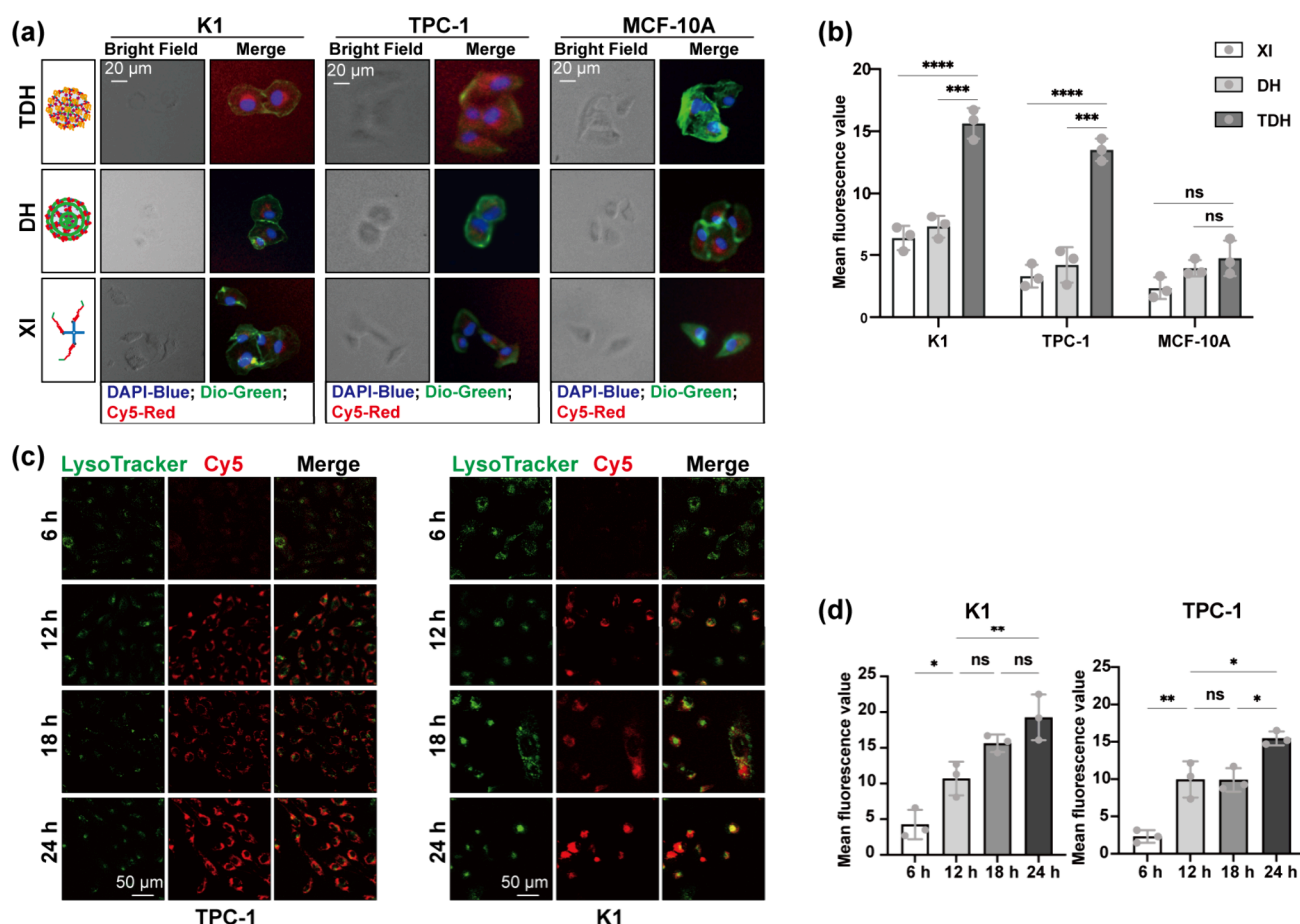 (a)
K1
TPC-1
MCF-10A
Bright Field Merge Bright Field Merge Bright Field Merge
TDH
20 μm
20 μm
20 μm
DH
XI
DAPI-Blue; Dio-Green;
Cy5-Red
DAPI-Blue; Dio-Green;
Cy5-Red
DAPI-Blue; Dio-Green;
Cy5-Red
(b)
Mean fluorescence value
20
15
10
5
0
****
***
****
***
ns
ns
K1 TPC-1 MCF-10A
XI
DH
TDH
(c)
LysoTracker Cy5 Merge
6 h
12 h
18 h
24 h
50 μm
TPC-1
LysoTracker Cy5 Merge
6 h
12 h
18 h
24 h
50 μm
K1
(d)
K1
Mean fluorescence value
25
20
15
10
5
0
**
* ns ns
6 h 12 h 18 h 24 h
TPC-1
Mean fluorescence value
25
20
15
10
5
0
*
** ns *
6 h 12 h 18 h 24 h